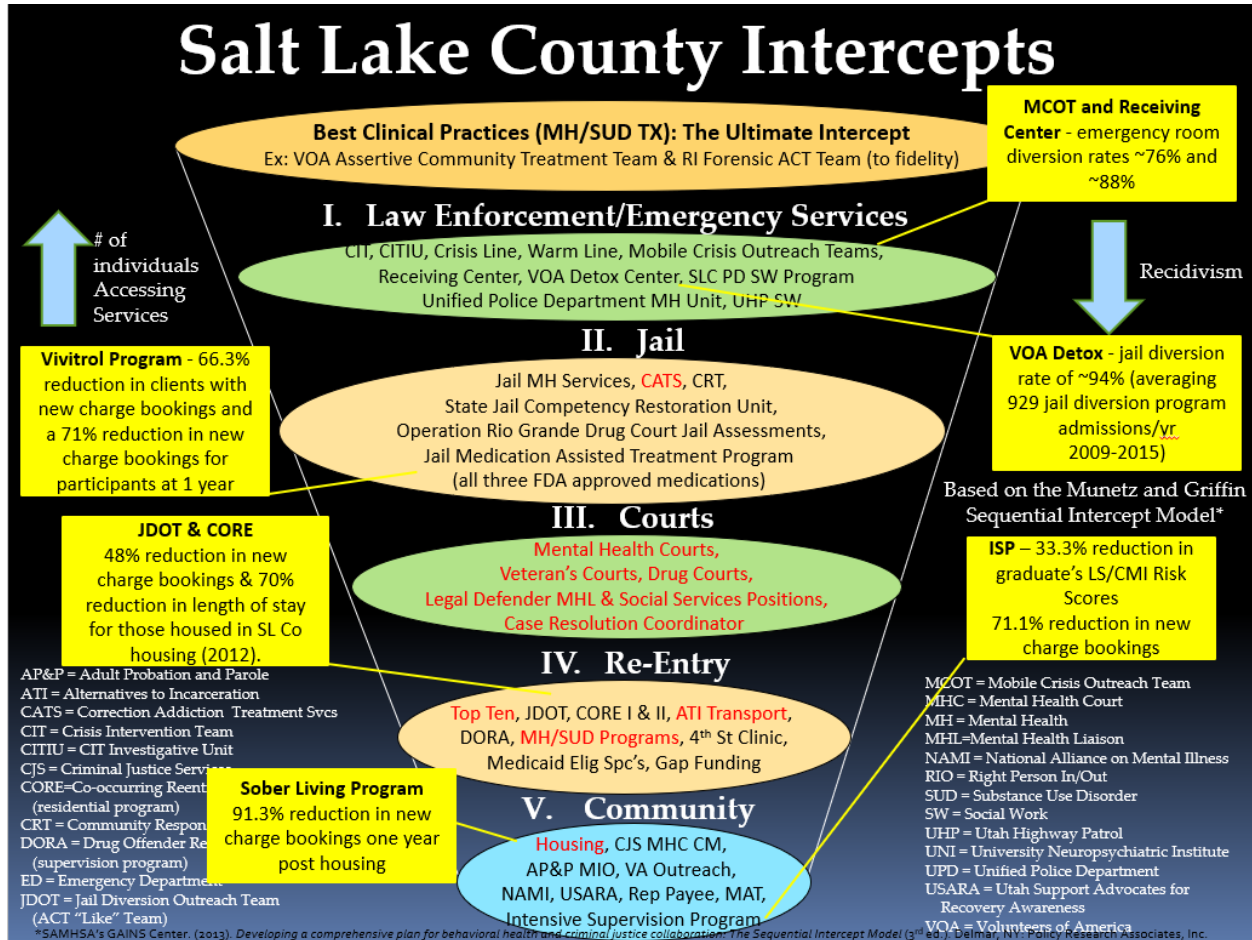 Salt Lake County Intercepts
Best Clinical Practices (MH/SUD TX): The Ultimate Intercept
Ex: VOA Assertive Community Treatment Team & RI Forensic ACT Team (to fidelity)
MCOT and Receiving
Center - emergency room
diversion rates ~76% and
~88%
I. Law Enforcement/Emergency Services
CIT, CITIU, Crisis Line, Warm Line, Mobile Crisis Outreach Teams,
Receiving Center, VOA Detox Center, SLC PD SW Program
Unified Police Department MH Unit, UHP SW
# of
individuals
Accessing
Services
Recidivism
II. Jail
Jail MH Services, CATS, CRT,
State Jail Competency Restoration Unit,
Operation Rio Grande Drug Court Jail Assessments,
Jail Medication Assisted Treatment Program
(all three FDA approved medications)
Vivitrol Program - 66.3%
reduction in clients with
new charge bookings and
a 71% reduction in new
charge bookings for
participants at 1 year
VOA Detox - jail diversion
rate of ~94% (averaging
929 jail diversion program
admissions/yr
2009-2015)
Based on the Munetz and Griffin
Sequential Intercept Model*
III. Courts
Mental Health Courts,
Veteran's Courts, Drug Courts,
Legal Defender MHL & Social Services Positions,
Case Resolution Coordinator
JDOT & CORE
48% reduction in new
charge bookings & 70%
reduction in length of stay
for those housed in SL Co
housing (2012).
ISP – 33.3% reduction in
graduate's LS/CMI Risk
Scores
71.1% reduction in new
charge bookings
IV. Re-Entry
Top Ten, JDOT, CORE I & II, ATI Transport,
DORA, MH/SUD Programs, 4th St Clinic,
Medicaid Elig Spc's, Gap Funding
V. Community
Housing, CJS MHC CM,
AP&P MIO, VA Outreach,
NAMI, USARA, Rep Payee, MAT,
Intensive Supervision Program
Sober Living Program
91.3% reduction in new
charge bookings one year
post housing
AP&P = Adult Probation and Parole
ATI = Alternatives to Incarceration
CATS = Correction Addiction Treatment Svcs
CIT = Crisis Intervention Team
CITIU = CIT Investigative Unit
CJS = Criminal Justice Services
CORE=Co-occurring Reent
(residential program)
CRT = Community Respon
DORA = Drug Offender Re
(supervision program)
ED = Emergency Department
JDOT = Jail Diversion Outreach Team
(ACT "Like" Team)
MCOT = Mobile Crisis Outreach Team
MHC = Mental Health Court
MH = Mental Health
MHL=Mental Health Liaison
NAMI = National Alliance on Mental Illness
RIO = Right Person In/Out
SUD = Substance Use Disorder
SW = Social Work
UHP = Utah Highway Patrol
UNI = University Neuropsychiatric Institute
UPD = Unified Police Department
USARA = Utah Support Advocates for
Recovery Awareness
VOA = Volunteers of America
*SAMHSA's GAINS Center. (2013). Developing a comprehensive plan for behavioral health and criminal justice collaboration: The Sequential Intercept Model (3rd ed.). Delmar, NY: Policy Research Associates, Inc.